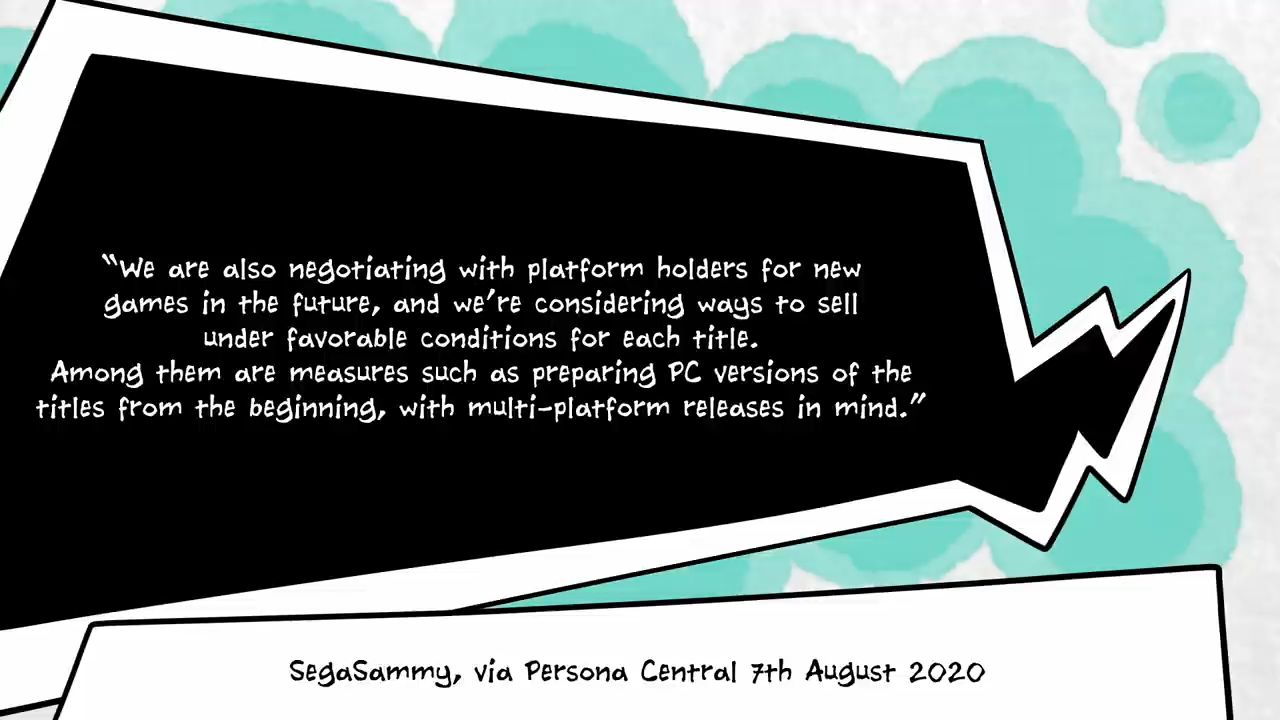 “We are also negotiating with platform holders for new
games in the future, and we’re considering ways to sell
under favorable conditions for each title.
Among them are measures such as preparing PC versions of the
titles from the beginning, with multi-platform releases in mind.”
SegaSammy, via Persona Central 7th August 2020